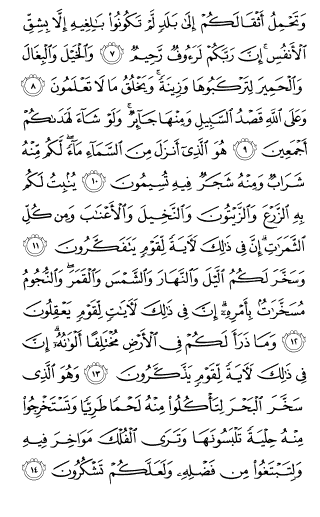 وَتَحْمِلُ أَثْقَالَكُمْ إِلَىٰ بَلَدٍ لَّمْ تَكُونُوا۟ بَٰلِغِيهِ إِلَّا بِشِقِّ
ٱلْأَنفُسِ ۚ إِنَّ رَبَّكُمْ لَرَءُوفٌ رَّحِيمٌ ٧ وَٱلْخَيْلَ وَٱلْبِغَالَ
وَٱلْحَمِيرَ لِتَرْكَبُوهَا وَزِينَةً ۚ وَيَخْلُقُ مَا لَا تَعْلَمُونَ ٨
وَعَلَى ٱللَّهِ قَصْدُ ٱلسَّبِيلِ وَمِنْهَا جَآئِرٌ ۚ وَلَوْ شَآءَ لَهَدَىٰكُمْ
أَجْمَعِينَ ٩ هُوَ ٱلَّذِىٓ أَنزَلَ مِنَ ٱلسَّمَآءِ مَآءً ۖ لَّكُم مِّنْهُ
شَرَابٌ وَمِنْهُ شَجَرٌ فِيهِ تُسِيمُونَ ١٠ يُنۢبِتُ لَكُم
بِهِ ٱلزَّرْعَ وَٱلزَّيْتُونَ وَٱلنَّخِيلَ وَٱلْأَعْنَٰبَ وَمِن كُلِّ
ٱلثَّمَرَٰتِ ۗ إِنَّ فِى ذَٰلِكَ لَءَايَةً لِّقَوْمٍ يَتَفَكَّرُونَ ١١
وَسَخَّرَ لَكُمُ ٱلَّيْلَ وَٱلنَّهَارَ وَٱلشَّمْسَ وَٱلْقَمَرَ ۖ وَٱلنُّجُومُ
مُسَخَّرَٰتٌۢ بِأَمْرِهِۦٓ ۗ إِنَّ فِى ذَٰلِكَ لَءَايَٰتٍ لِّقَوْمٍ يَعْقِلُونَ
١٢ وَمَا ذَرَأَ لَكُمْ فِى ٱلْأَرْضِ مُخْتَلِفًا أَلْوَٰنُهُۥٓ ۗ إِنَّ
فِى ذَٰلِكَ لَءَايَةً لِّقَوْمٍ يَذَّكَّرُونَ ١٣ وَهُوَ ٱلَّذِى
سَخَّرَ ٱلْبَحْرَ لِتَأْكُلُوا۟ مِنْهُ لَحْمًا طَرِيًّا وَتَسْتَخْرِجُوا۟
مِنْهُ حِلْيَةً تَلْبَسُونَهَا وَتَرَى ٱلْفُلْكَ مَوَاخِرَ فِيهِ
وَلِتَبْتَغُوا۟ مِن فَضْلِهِۦ وَلَعَلَّكُمْ تَشْكُرُونَ ١٤